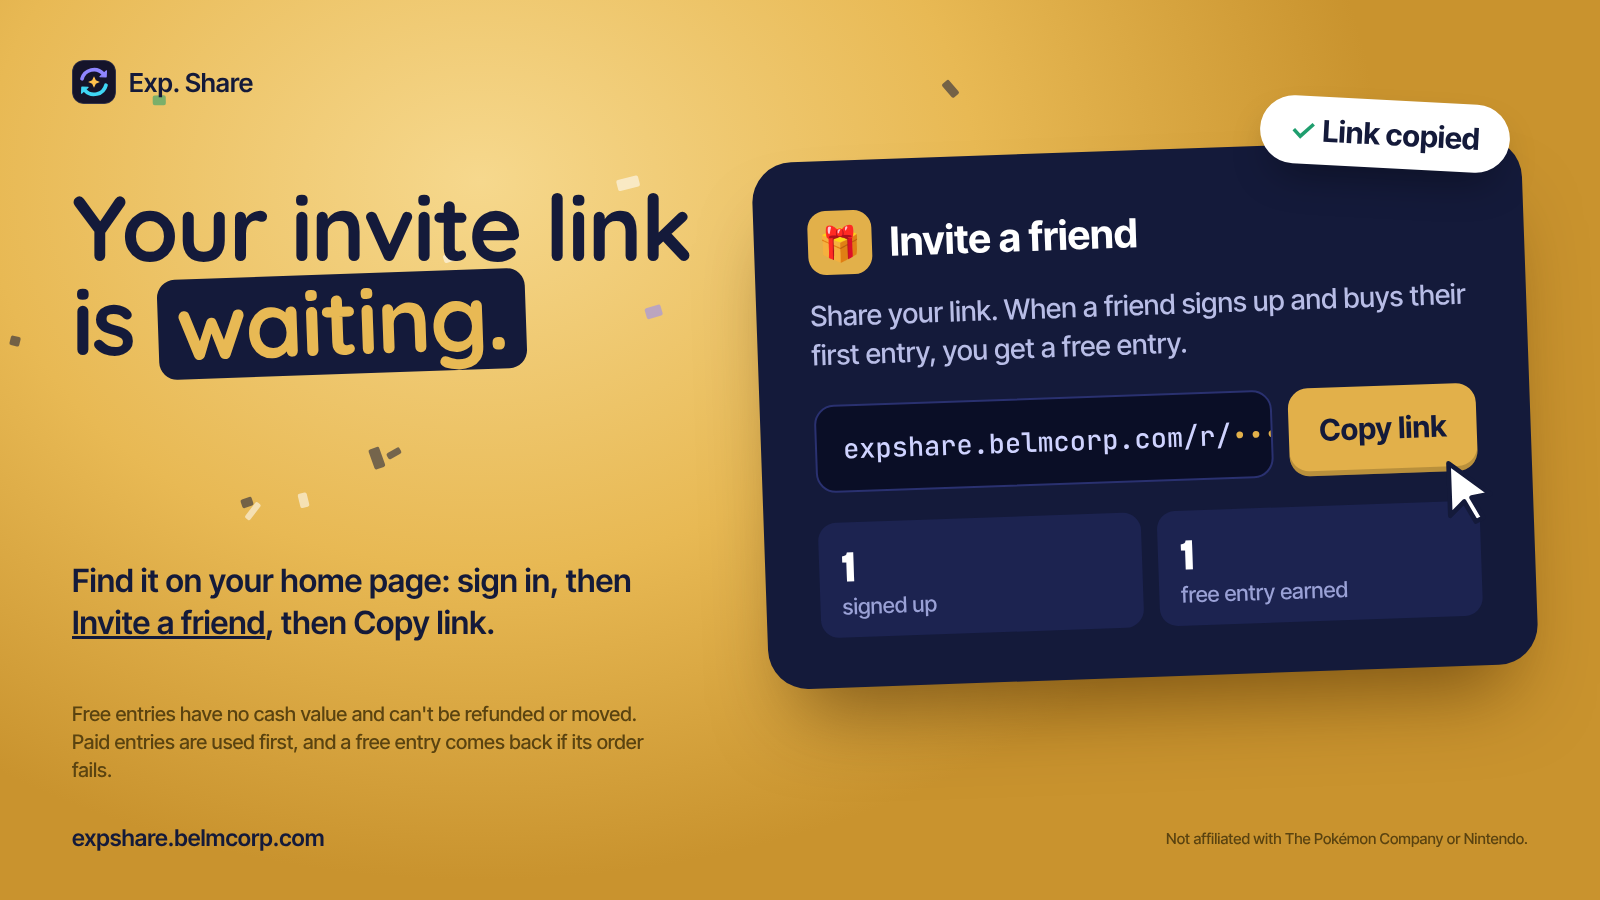 Exp. Share
Your invite link
is waiting.
Find it on your home page: sign in, then
Invite a friend, then Copy link.
Free entries have no cash value and can't be refunded or moved.
Paid entries are used first, and a free entry comes back if its order
fails.
expshare.belmcorp.com
Link copied
Invite a friend
Share your link. When a friend signs up and buys their
first entry, you get a free entry.
expshare.belmcorp.com/r/•••
Copy link
1
signed up
1
free entry earned
Not affiliated with The Pokémon Company or Nintendo.